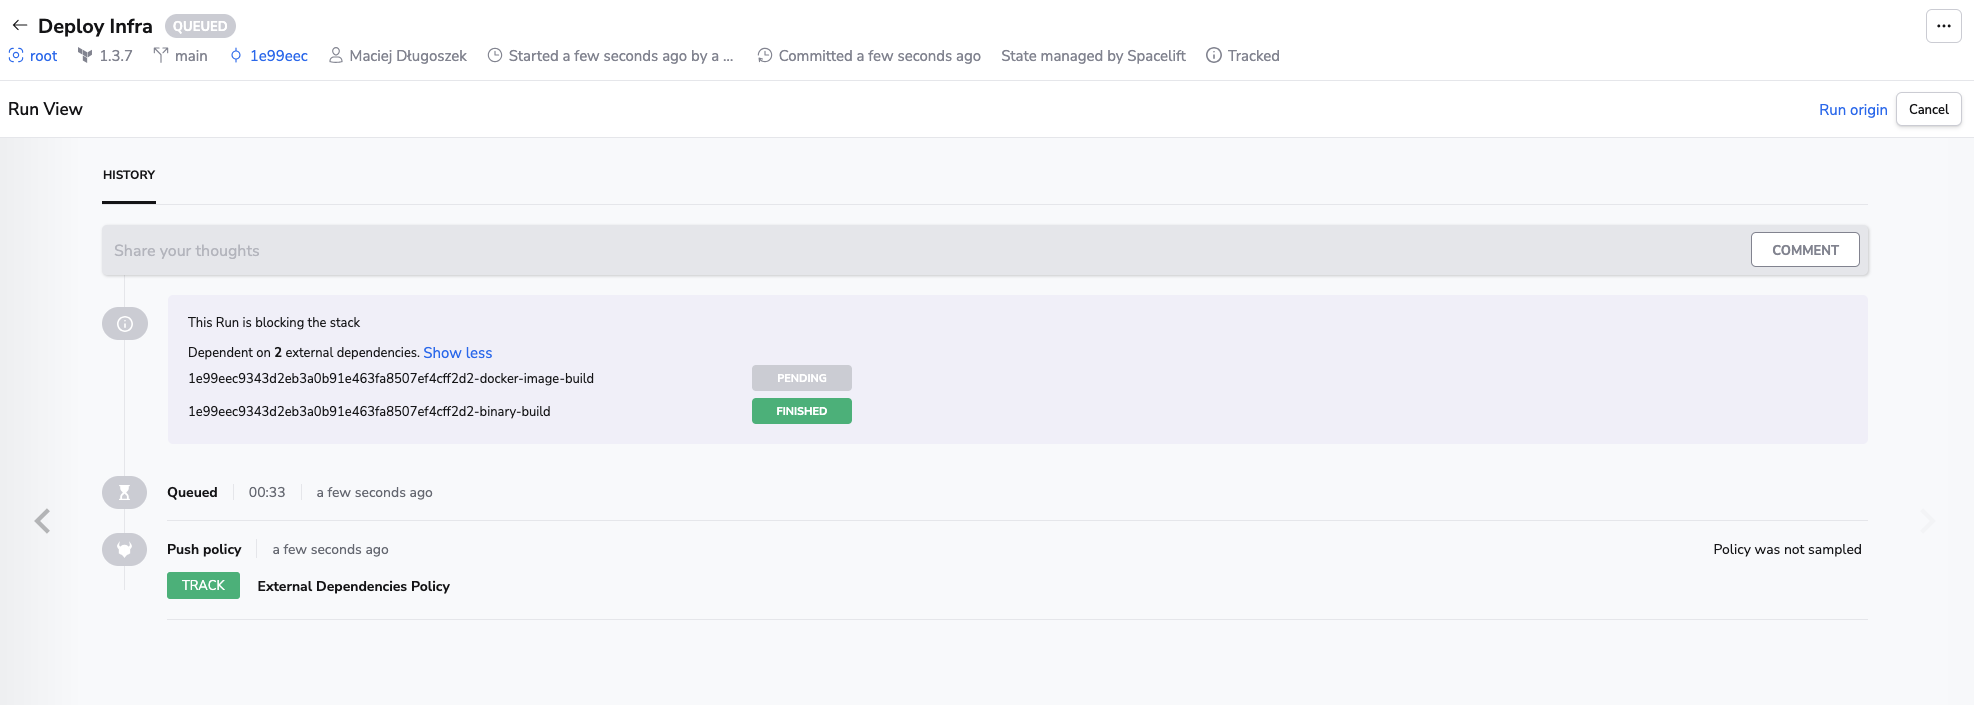 Deploy Infra QUEUED
root 1.3.7 main 1e99eec Maciej Długoszek Started a few seconds ago by a ... Committed a few seconds ago State managed by Spacelift Tracked
Run View Run origin Cancel
HISTORY
Share your thoughts COMMENT
This Run is blocking the stack
Dependent on 2 external dependencies. Show less
1e99eec9343d2eb3a0b91e463fa8507ef4cff2d2-docker-image-build PENDING
1e99eec9343d2eb3a0b91e463fa8507ef4cff2d2-binary-build FINISHED
Queued 00:33 a few seconds ago
Push policy a few seconds ago Policy was not sampled
TRACK External Dependencies Policy